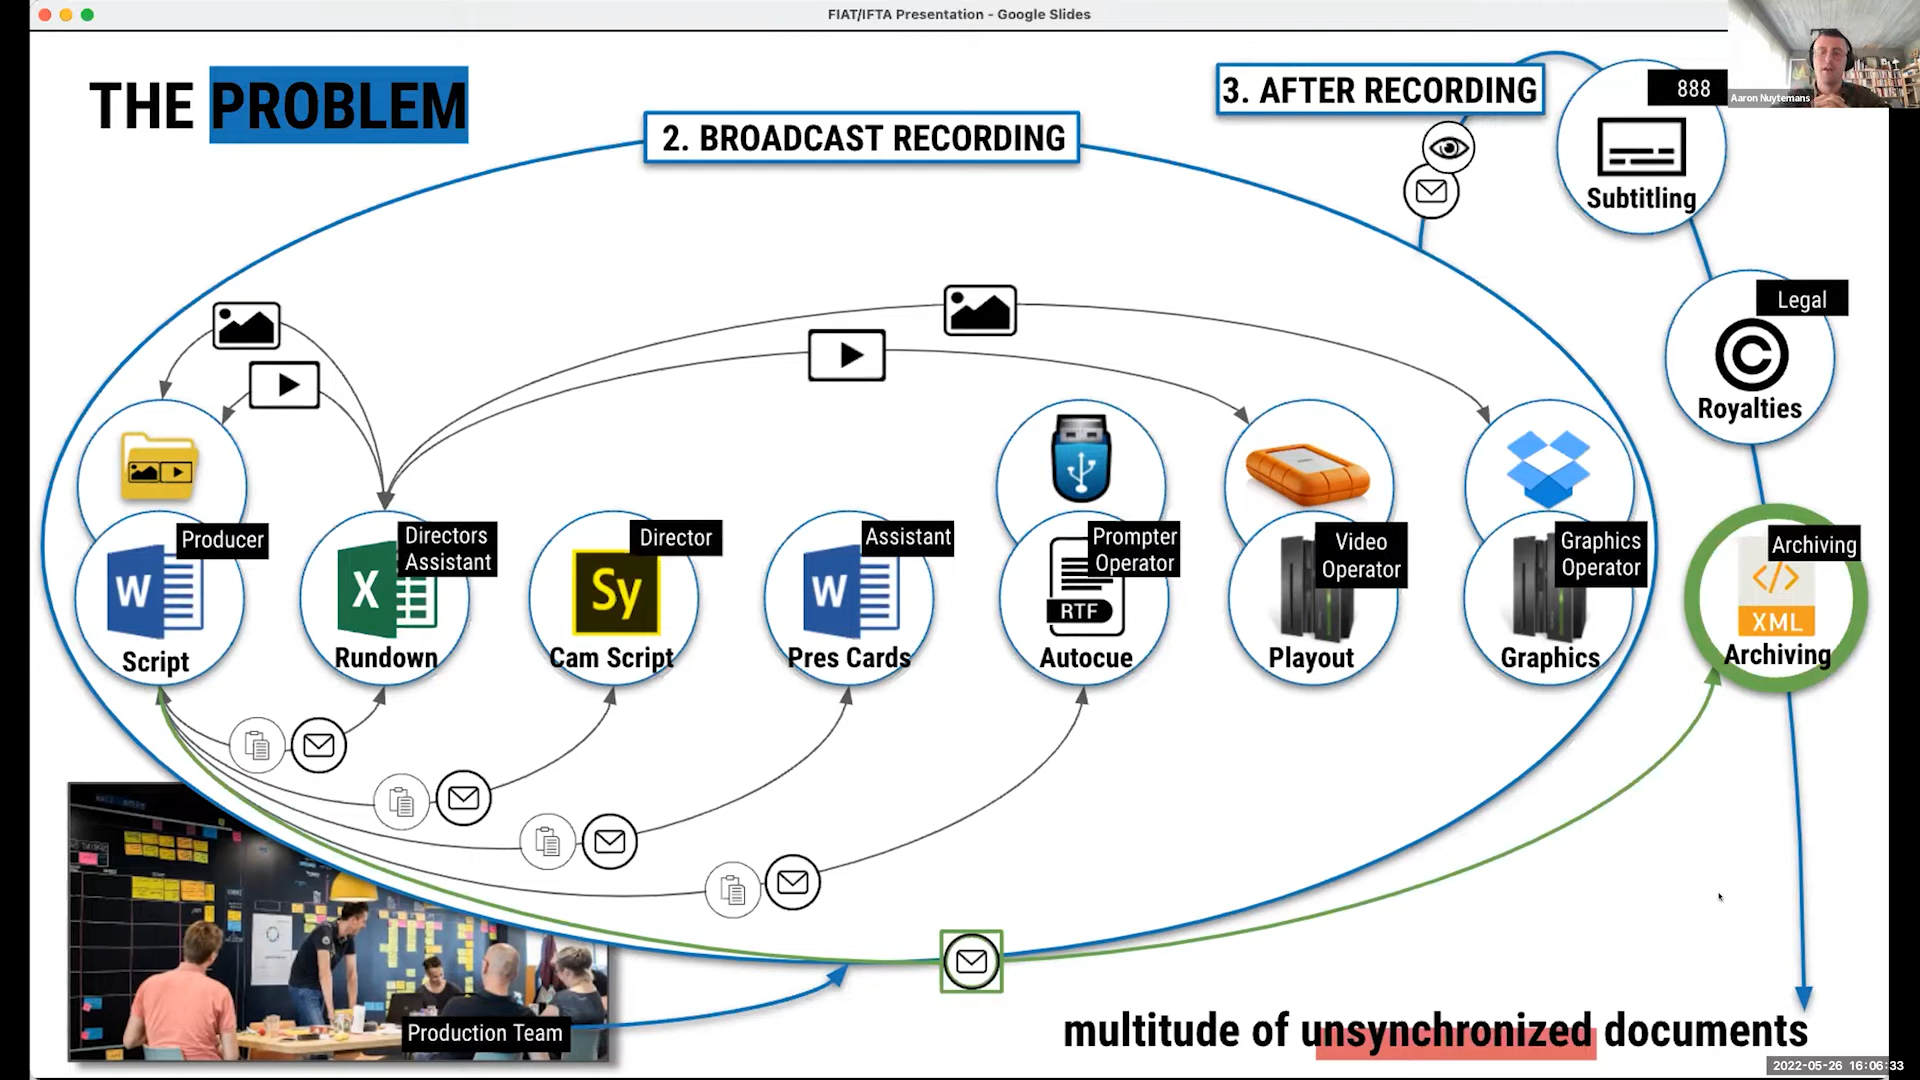 FIAT/IFTA Presentation - Google Slides
THE PROBLEM
2. BROADCAST RECORDING
3. AFTER RECORDING
888
Aaron Nuytemans
Subtitling
Legal
Royalties
Producer
W
Script
Directors
Assistant
X
Rundown
Director
Sy
Cam Script
Assistant
W
Pres Cards
Prompter
Operator
RTF
Autocue
Video
Operator
Playout
Graphics
Operator
Graphics
Archiving
</>
XML
Archiving
Production Team
multitude of unsynchronized documents
2022-05-26 16:06:33